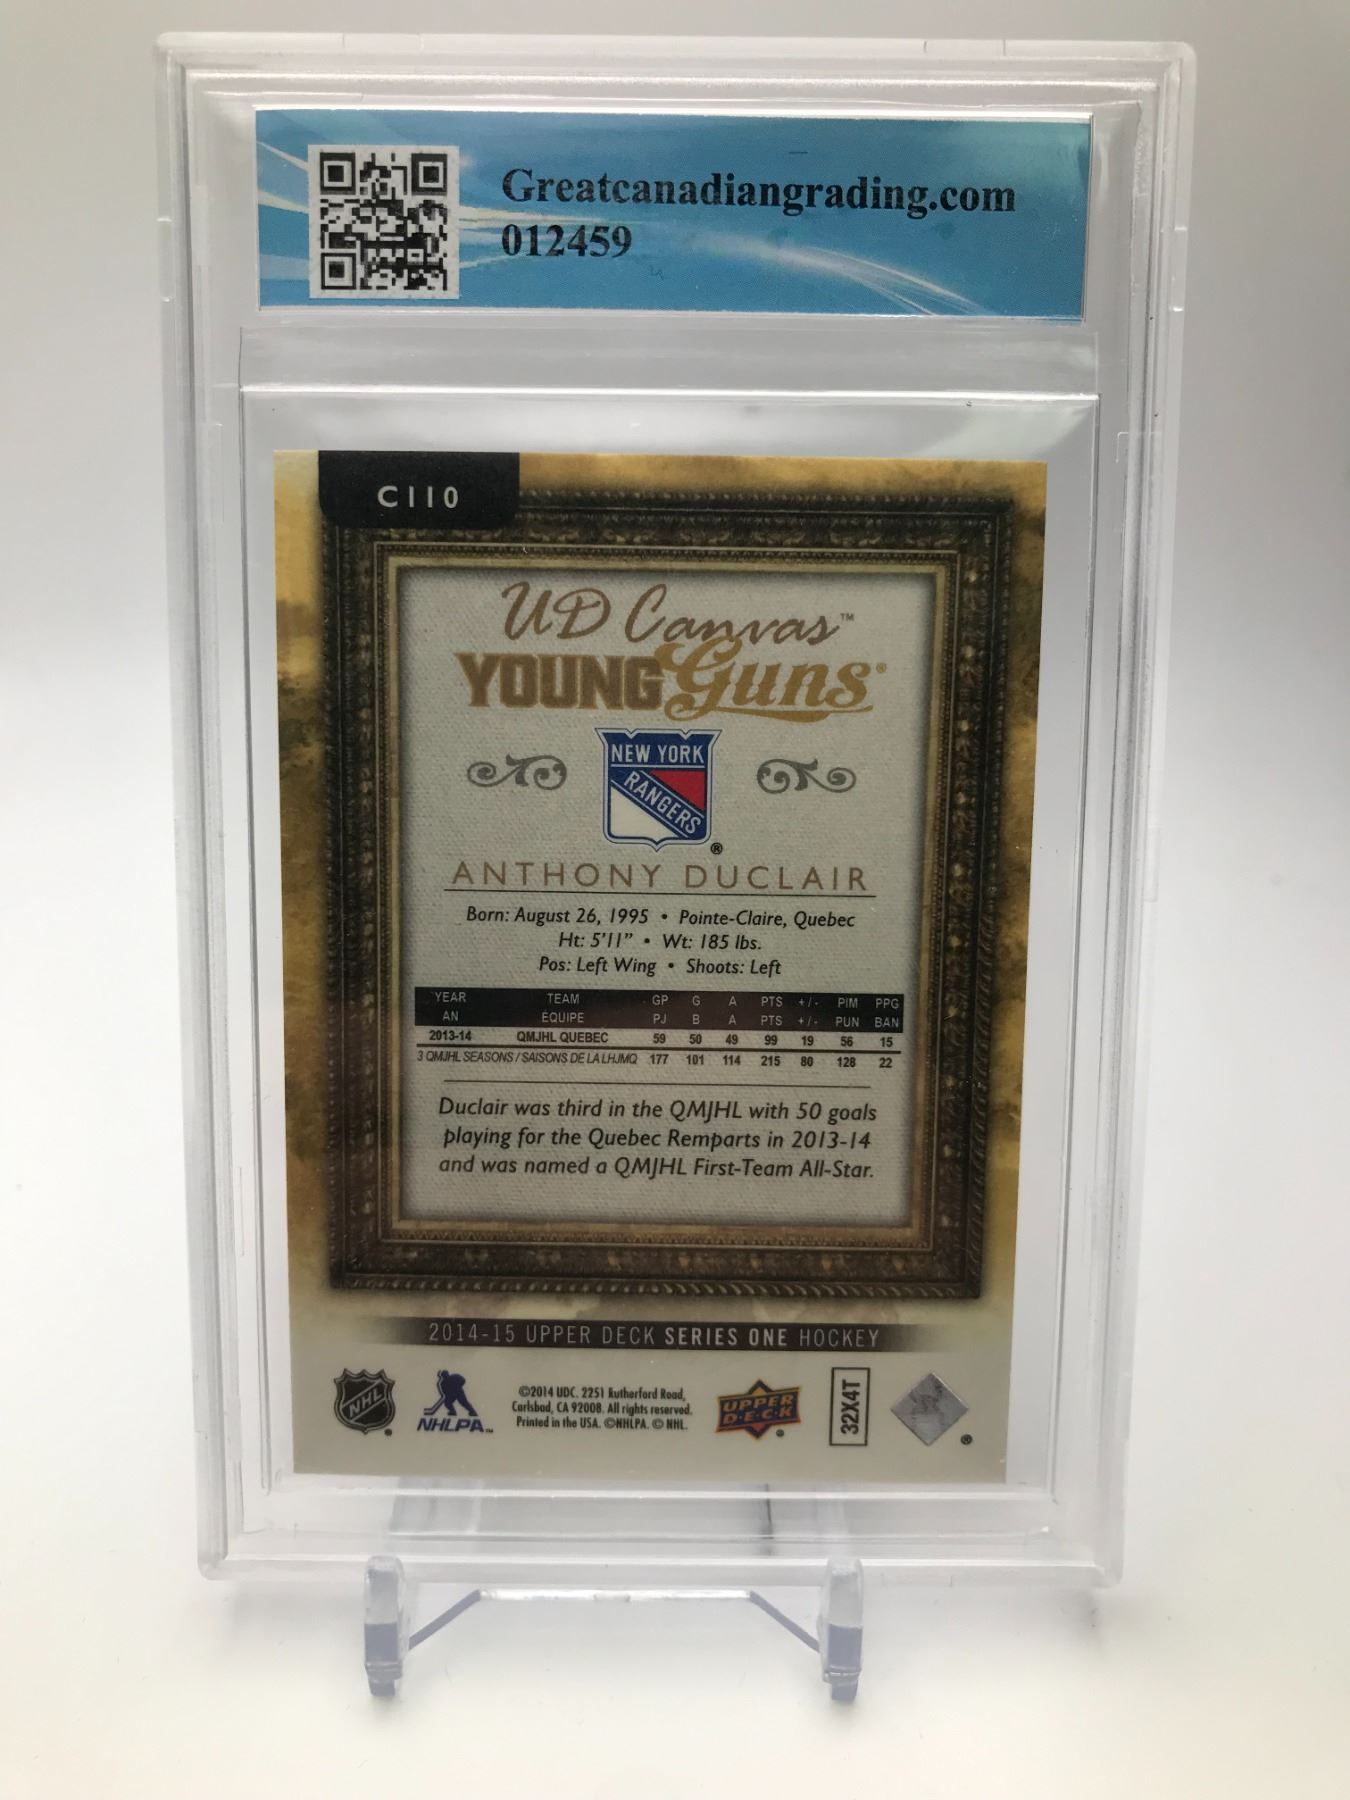 Greatcanadiangrading.com
012459
C110
UD Canvas™
YOUNG Guns®
NEW YORK
RANGERS
®
ANTHONY DUCLAIR
Born: August 26, 1995 • Pointe-Claire, Quebec
Ht: 5'11" • Wt: 185 lbs.
Pos: Left Wing • Shoots: Left
YEAR TEAM GP G A PTS +/- PIM PPG
AN ÉQUIPE PJ B A PTS +/- PUN BAN
2013-14 QMJHL QUEBEC 59 50 49 99 19 56 15
3 QMJHL SEASONS / SAISONS DE LA LHJMQ 177 101 114 215 80 128 22
Duclair was third in the QMJHL with 50 goals
playing for the Quebec Remparts in 2013-14
and was named a QMJHL First-Team All-Star.
2014-15 UPPER DECK SERIES ONE HOCKEY
NHL ®
NHLPA™
©2014 UDC. 2251 Rutherford Road,
Carlsbad, CA 92008. All rights reserved.
Printed in the USA. ©NHLPA. © NHL.
UPPER
D·E·C·K ®
32X4T
®